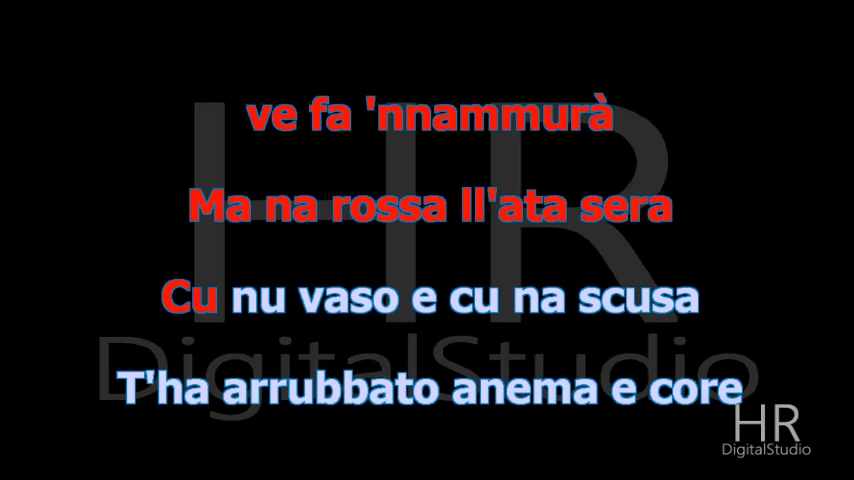 ve fa 'nnammurà
Ma na rossa ll'ata sera
Cu nu vaso e cu na scusa
T'ha arrubbato anema e core
HR
DigitalStudio
HR
DigitalStudio